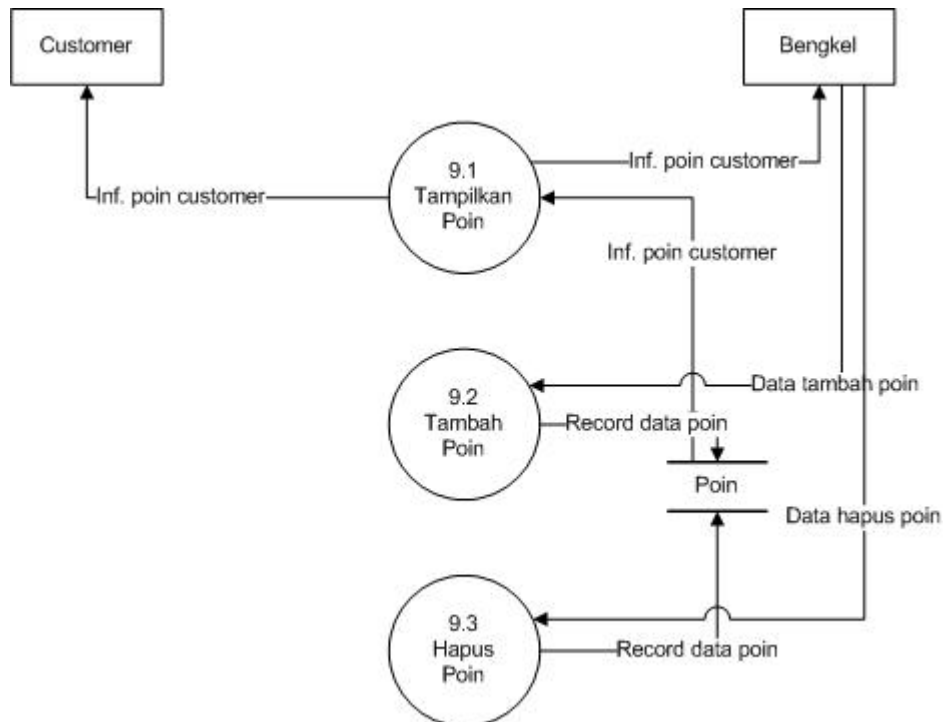 Customer
Bengkel
9.1
Tampilkan
Poin
Inf. poin customer
Inf. poin customer
Inf. poin customer
9.2
Tambah
Poin
Data tambah poin
Record data poin
Poin
Data hapus poin
9.3
Hapus
Poin
Record data poin